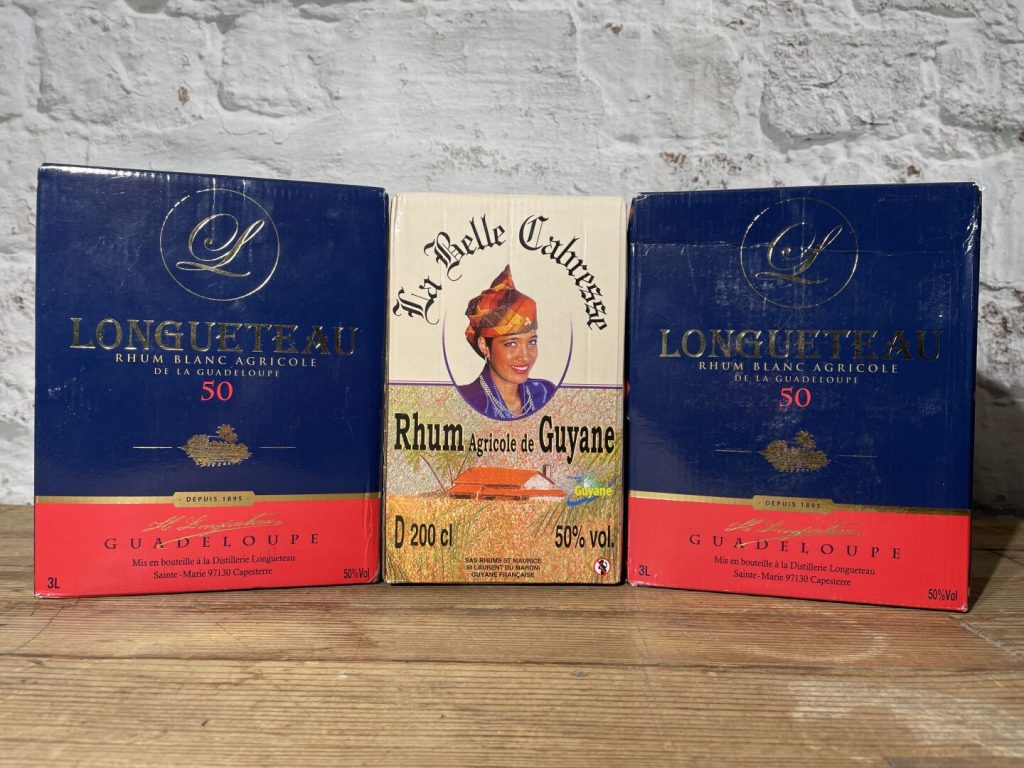 L
LONGUETEAU
RHUM BLANC AGRICOLE
DE LA GUADELOUPE
50
DEPUIS 1895
GUADELOUPE
Mis en bouteille à la Distillerie Longueteau
Sainte-Marie 97130 Capesterre
3L 50%Vol
La Belle Cabresse
Rhum Agricole de Guyane
Guyane
D 200 cl 50% vol.
SAS RHUMS ST MAURICE
St LAURENT DU MARONI
GUYANE FRANCAISE
L
LONGUETEAU
RHUM BLANC AGRICOLE
DE LA GUADELOUPE
50
DEPUIS 1895
GUADELOUPE
Mis en bouteille à la Distillerie Longueteau
Sainte-Marie 97130 Capesterre
3L 50%Vol